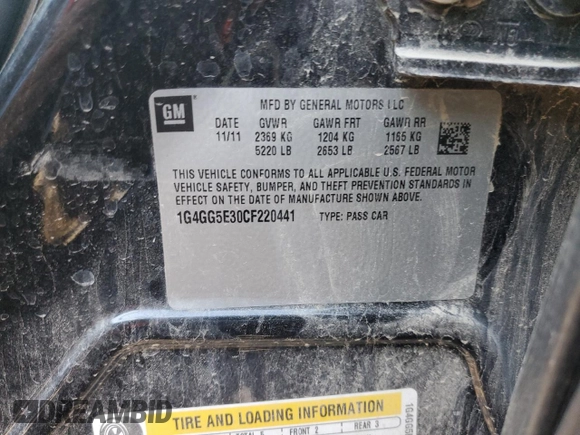 GM
MFD BY GENERAL MOTORS LLC
DATE GVWR GAWR FRT GAWR RR
11/11 2369 KG 1204 KG 1165 KG
5220 LB 2653 LB 2567 LB
THIS VEHICLE CONFORMS TO ALL APPLICABLE U.S. FEDERAL MOTOR
VEHICLE SAFETY, BUMPER, AND THEFT PREVENTION STANDARDS IN
EFFECT ON THE DATE OF MANUFACTURE SHOWN ABOVE.
1G4GG5E30CF220441 TYPE: PASS CAR
TIRE AND LOADING INFORMATION
FRONT 2 REAR 3
1G4GG5
DREAMBID